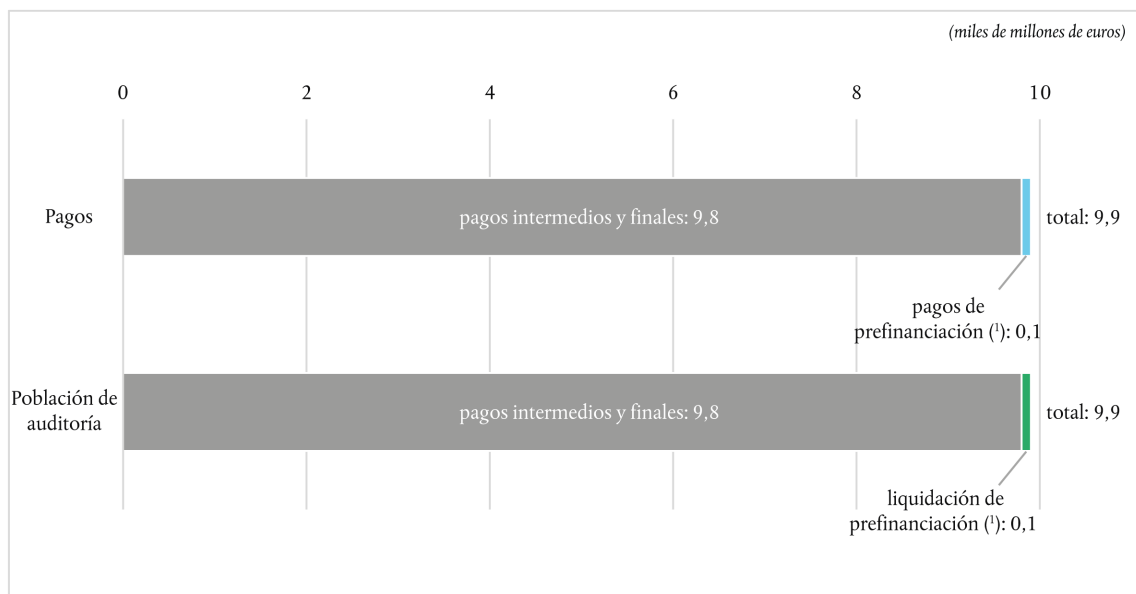 (miles de millones de euros)
0 2 4 6 8 10
Pagos
pagos intermedios y finales: 9,8
total: 9,9
pagos de
prefinanciación (¹): 0,1
Población de
auditoría
pagos intermedios y finales: 9,8
total: 9,9
liquidación de
prefinanciación (¹): 0,1